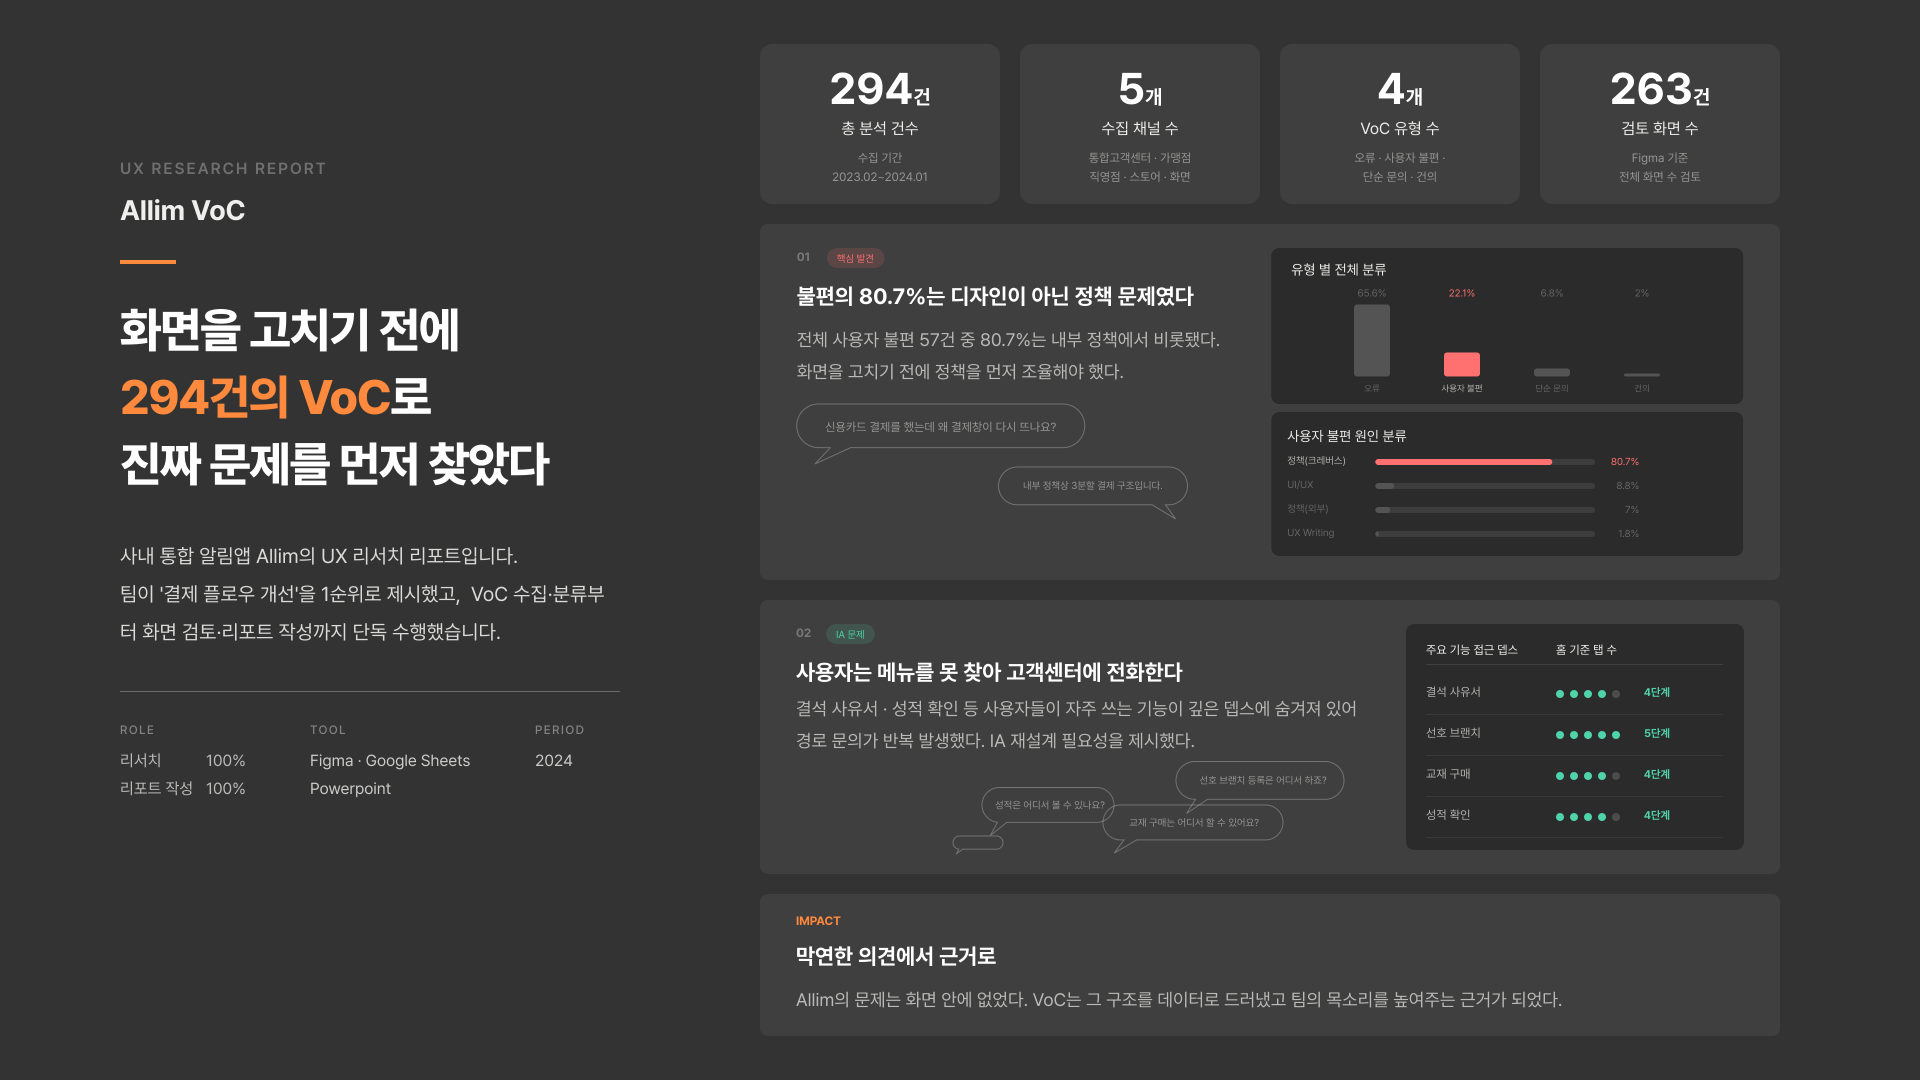 UX RESEARCH REPORT
Allim VoC
화면을 고치기 전에
294건의 VoC로
진짜 문제를 먼저 찾았다
사내 통합 알림앱 Allim의 UX 리서치 리포트입니다.
팀이 '결제 플로우 개선'을 1순위로 제시했고, VoC 수집·분류부
터 화면 검토·리포트 작성까지 단독 수행했습니다.
ROLE
리서치 100%
리포트 작성 100%
TOOL
Figma · Google Sheets
Powerpoint
PERIOD
2024
294건
총 분석 건수
수집 기간
2023.02~2024.01
5개
수집 채널 수
통합고객센터 · 가맹점
직영점 · 스토어 · 화면
4개
VoC 유형 수
오류 · 사용자 불편 ·
단순 문의 · 건의
263건
검토 화면 수
Figma 기준
전체 화면 수 검토
01 핵심 발견
불편의 80.7%는 디자인이 아닌 정책 문제였다
전체 사용자 불편 57건 중 80.7%는 내부 정책에서 비롯됐다.
화면을 고치기 전에 정책을 먼저 조율해야 했다.
신용카드 결제를 했는데 왜 결제창이 다시 뜨나요?
내부 정책상 3분할 결제 구조입니다.
유형 별 전체 분류
65.6% 22.1% 6.8% 2%
오류 사용자 불편 단순 문의 건의
사용자 불편 원인 분류
정책(크레버스) 80.7%
UI/UX 8.8%
정책(외부) 7%
UX Writing 1.8%
02 IA 문제
사용자는 메뉴를 못 찾아 고객센터에 전화한다
결석 사유서 · 성적 확인 등 사용자들이 자주 쓰는 기능이 깊은 뎁스에 숨겨져 있어
경로 문의가 반복 발생했다. IA 재설계 필요성을 제시했다.
선호 브랜치 등록은 어디서 하죠?
성적은 어디서 볼 수 있나요?
교재 구매는 어디서 할 수 있어요?
주요 기능 접근 뎁스 홈 기준 탭 수
결석 사유서 4단계
선호 브랜치 5단계
교재 구매 4단계
성적 확인 4단계
IMPACT
막연한 의견에서 근거로
Allim의 문제는 화면 안에 없었다. VoC는 그 구조를 데이터로 드러냈고 팀의 목소리를 높여주는 근거가 되었다.